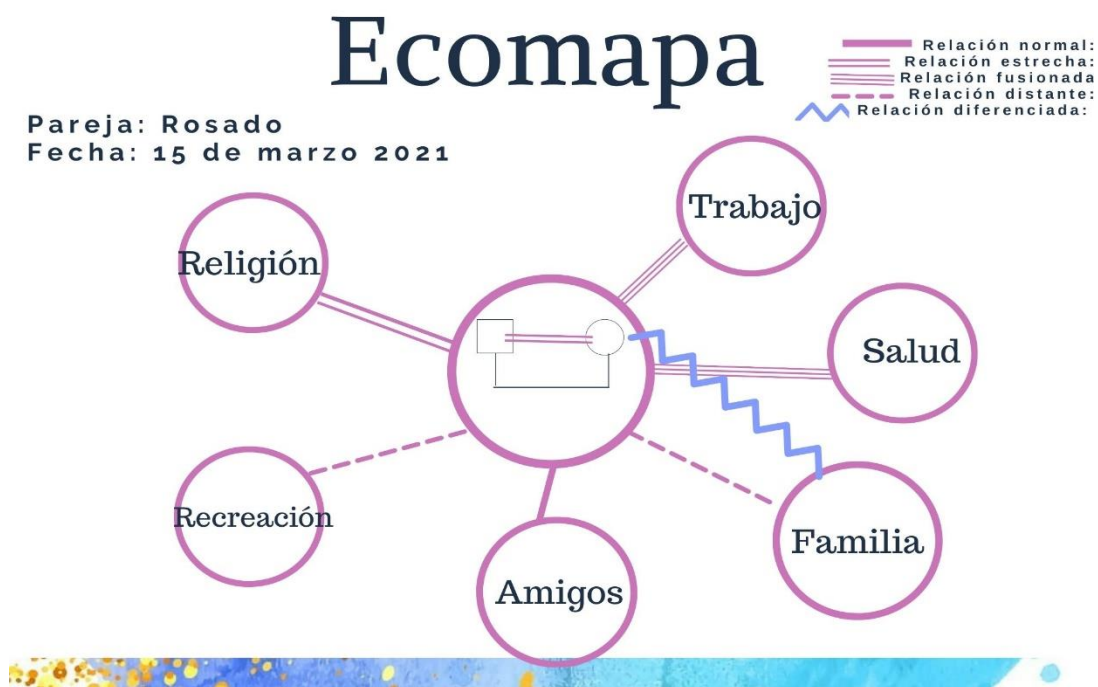 Ecomapa
Relación normal:
Relación estrecha:
Relación fusionada
Relación distante:
Relación diferenciada:
Pareja: Rosado
Fecha: 15 de marzo 2021
Trabajo
Religión
Salud
Recreación
Familia
Amigos